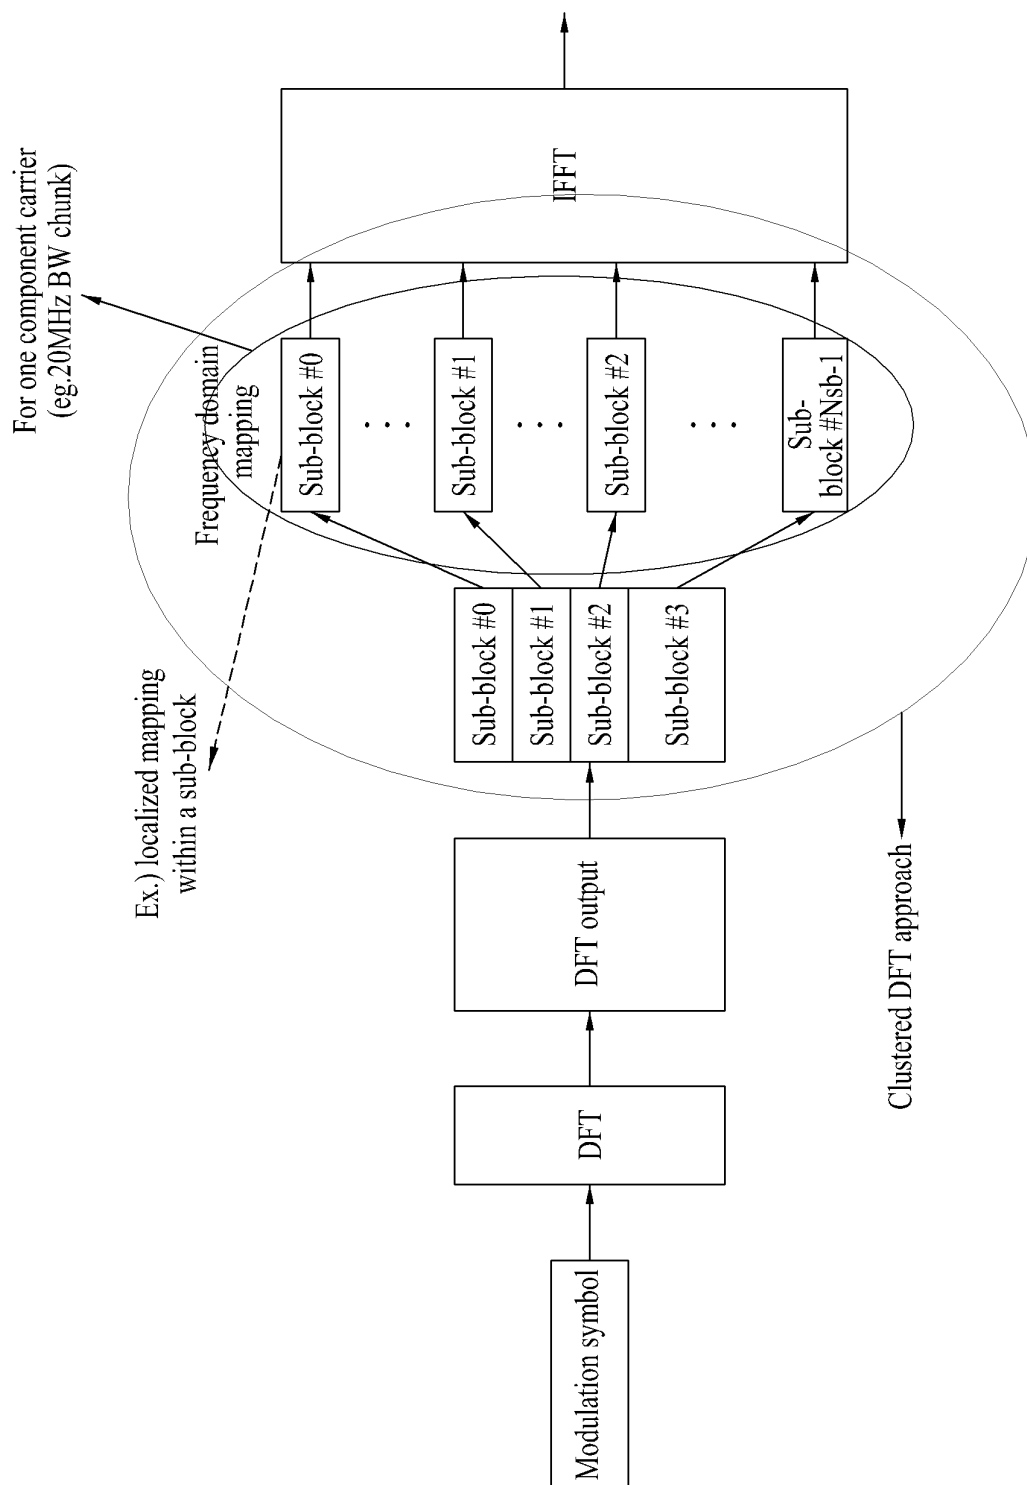 For one component carrier
(eg.20MHz BW chunk)
Ex.) localized mapping
within a sub-block
Frequency domain
mapping
Modulation symbol
DFT
DFT output
Sub-block #0
Sub-block #1
Sub-block #2
Sub-block #3
Sub-block #0
. . .
Sub-block #1
. . .
Sub-block #2
. . .
Sub-
block #Nsb-1
IFFT
Clustered DFT approach